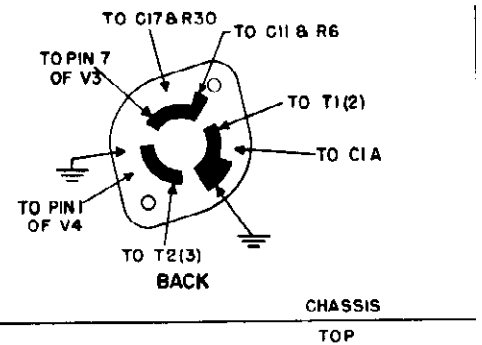 TO C17 & R30
TO C11 & R6
TO PIN 7
OF V3
TO T1(2)
TO C1A
TO PIN 1
OF V4
TO T2(3)
BACK
CHASSIS
TOP